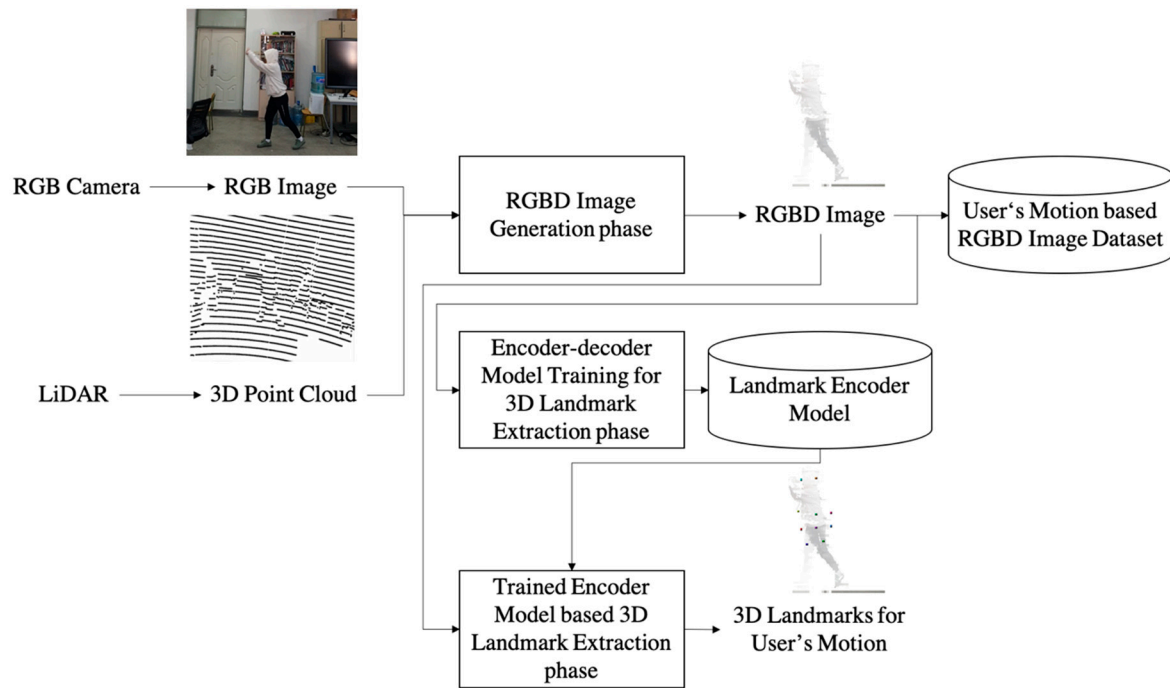 RGB Camera
RGB Image
RGBD Image
Generation phase
RGBD Image
User‘s Motion based
RGBD Image Dataset
LiDAR
3D Point Cloud
Encoder-decoder
Model Training for
3D Landmark
Extraction phase
Landmark Encoder
Model
Trained Encoder
Model based 3D
Landmark Extraction
phase
3D Landmarks for
User’s Motion